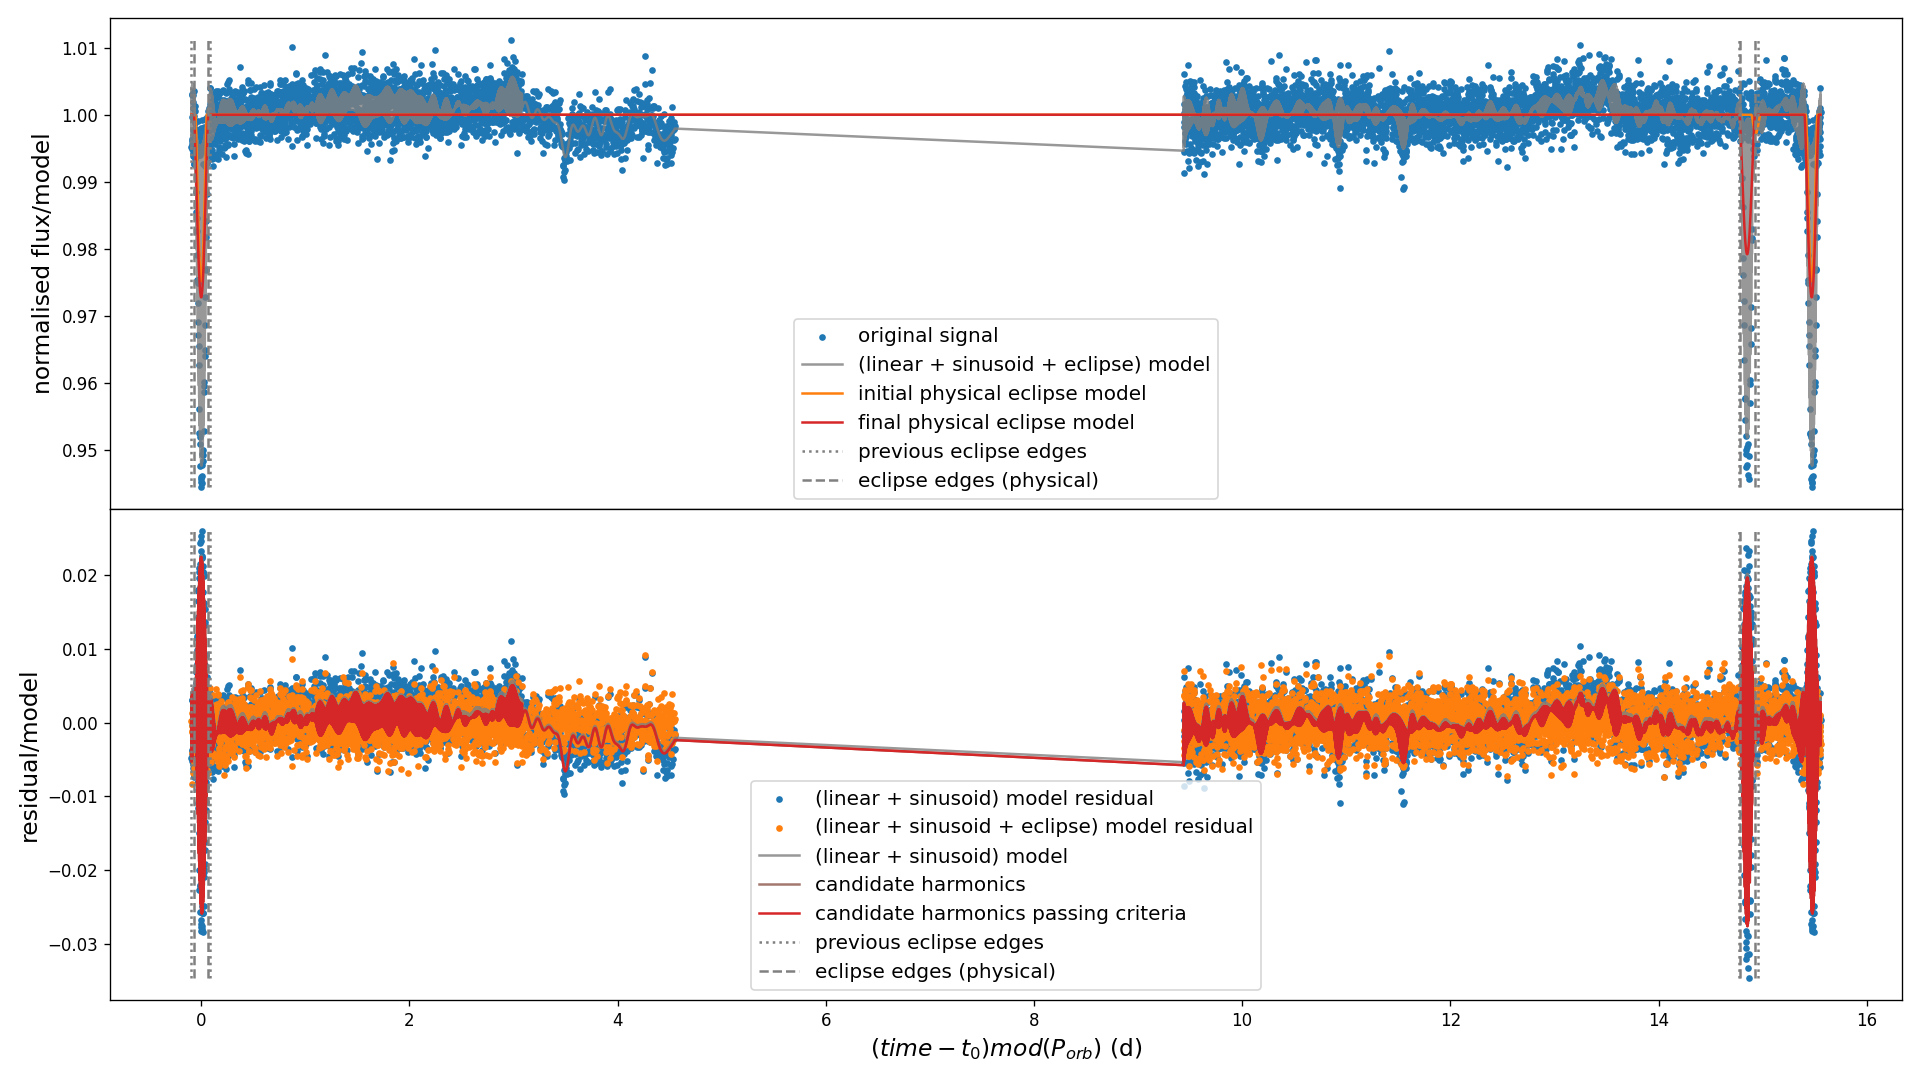 1.01
1.00
0.99
0.98
0.97
0.96
0.95
normalised flux/model
original signal
(linear + sinusoid + eclipse) model
initial physical eclipse model
final physical eclipse model
previous eclipse edges
eclipse edges (physical)
0.02
0.01
0.00
−0.01
−0.02
−0.03
residual/model
(linear + sinusoid) model residual
(linear + sinusoid + eclipse) model residual
(linear + sinusoid) model
candidate harmonics
candidate harmonics passing criteria
previous eclipse edges
eclipse edges (physical)
0 2 4 6 8 10 12 14 16
(time − t₀)mod(P_orb) (d)